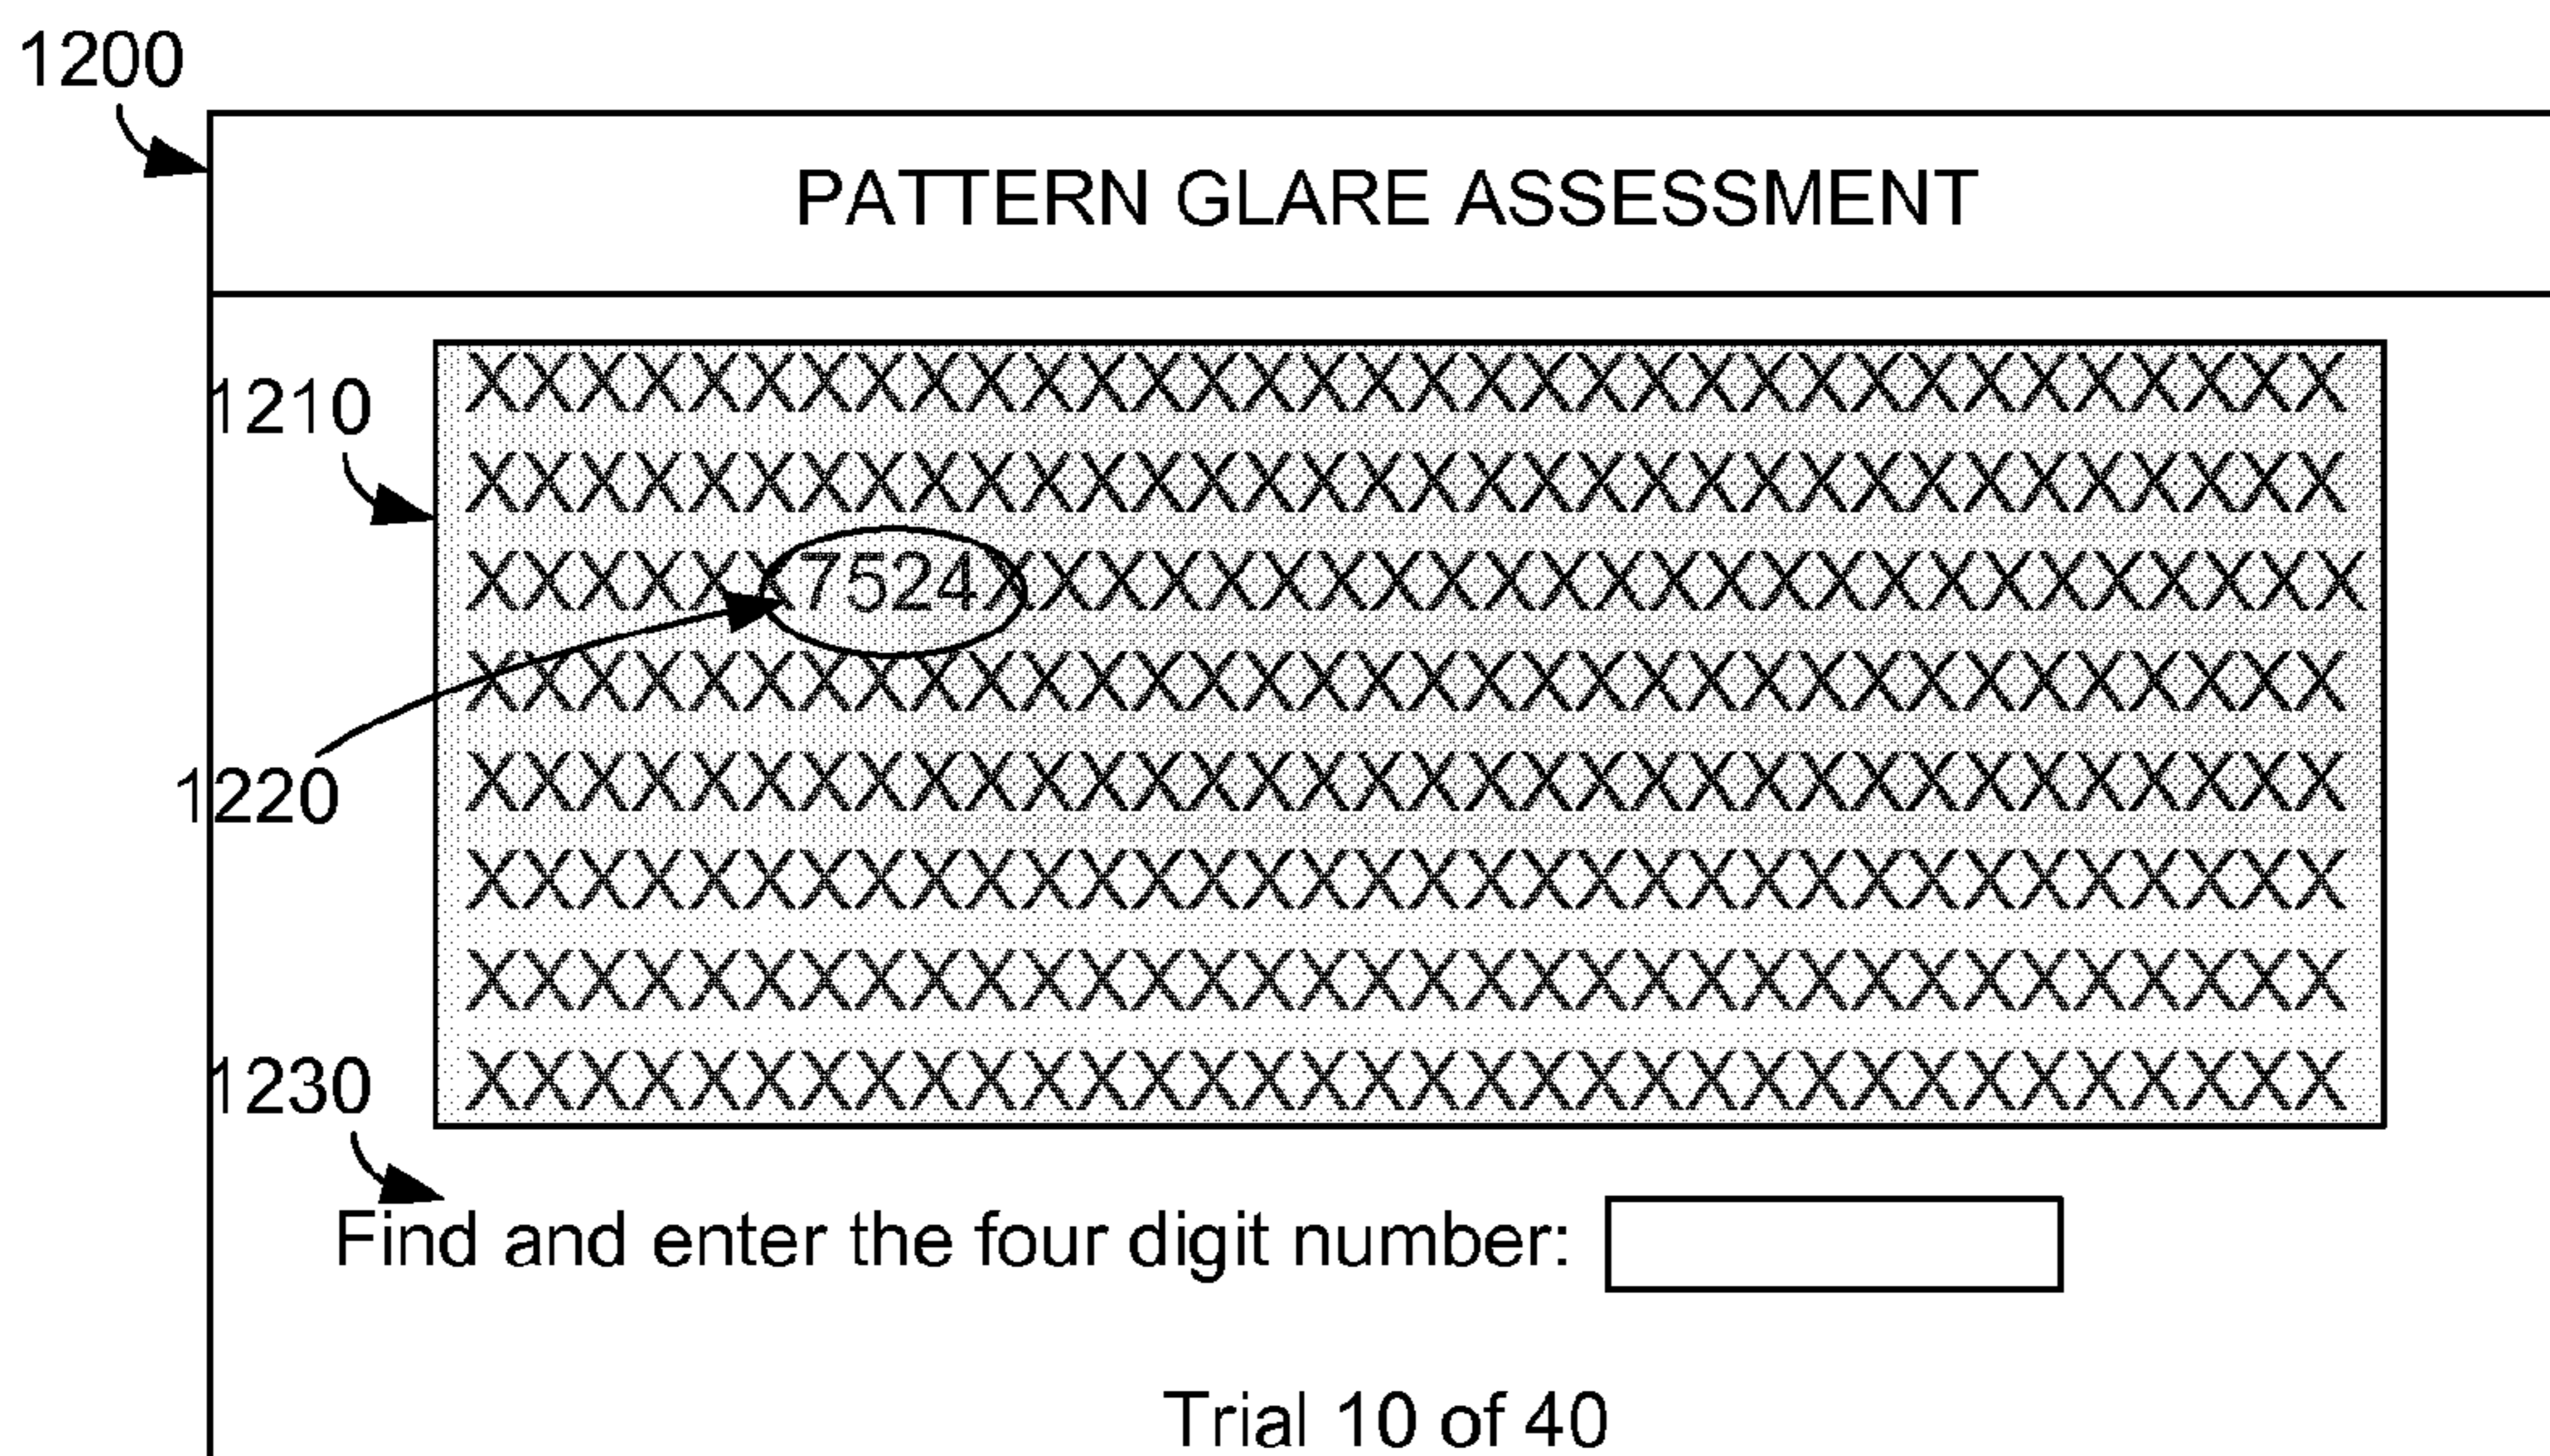 1200
PATTERN GLARE ASSESSMENT
1210
XXXXXXXXXXXXXXXXXXXXXXXXXXXXXXXXXX
XXXXXXXXXXXXXXXXXXXXXXXXXXXXXXXXXX
XXXXXX7524XXXXXXXXXXXXXXXXXXXXXXXXX
XXXXXXXXXXXXXXXXXXXXXXXXXXXXXXXXXX
1220
XXXXXXXXXXXXXXXXXXXXXXXXXXXXXXXXXX
XXXXXXXXXXXXXXXXXXXXXXXXXXXXXXXXXX
XXXXXXXXXXXXXXXXXXXXXXXXXXXXXXXXXX
XXXXXXXXXXXXXXXXXXXXXXXXXXXXXXXXXX
1230
Find and enter the four digit number:
Trial 10 of 40